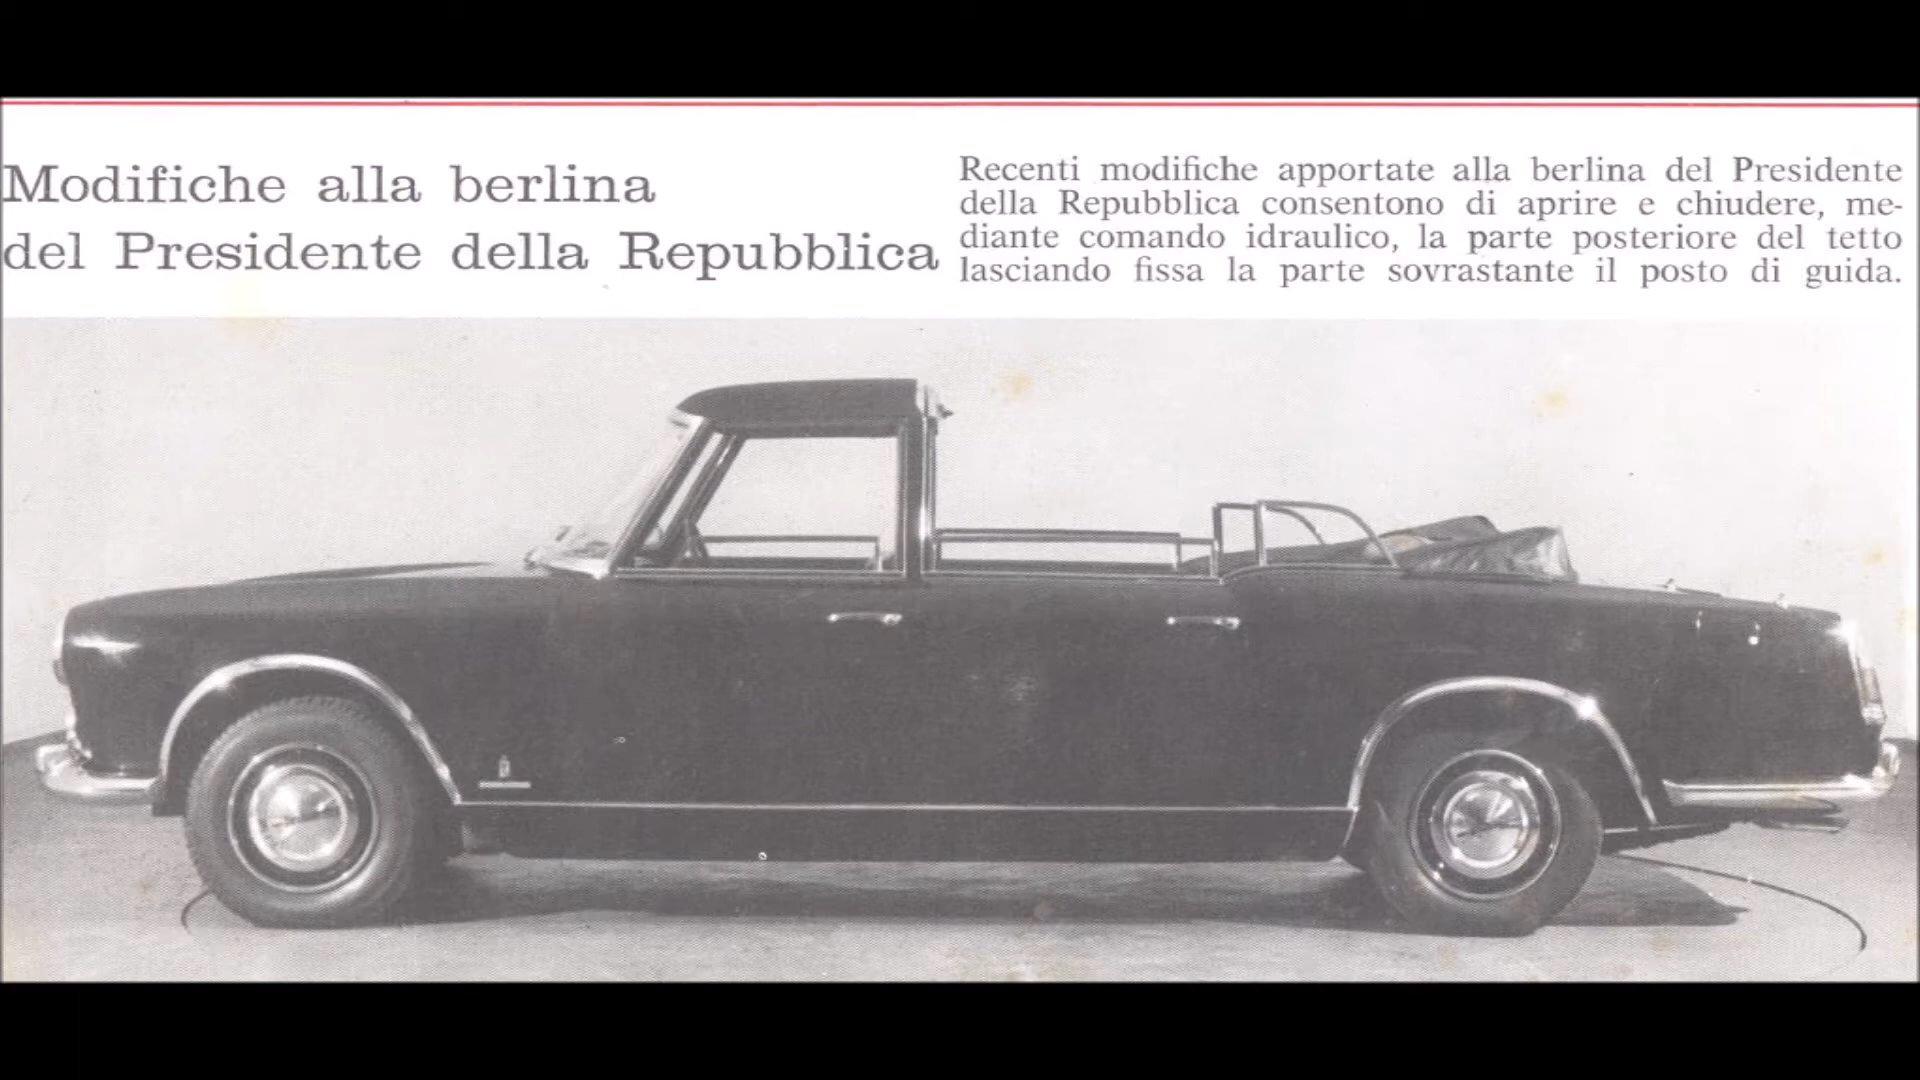 Modifiche alla berlina
del Presidente della Repubblica
Recenti modifiche apportate alla berlina del Presidente
della Repubblica consentono di aprire e chiudere, me-
diante comando idraulico, la parte posteriore del tetto
lasciando fissa la parte sovrastante il posto di guida.